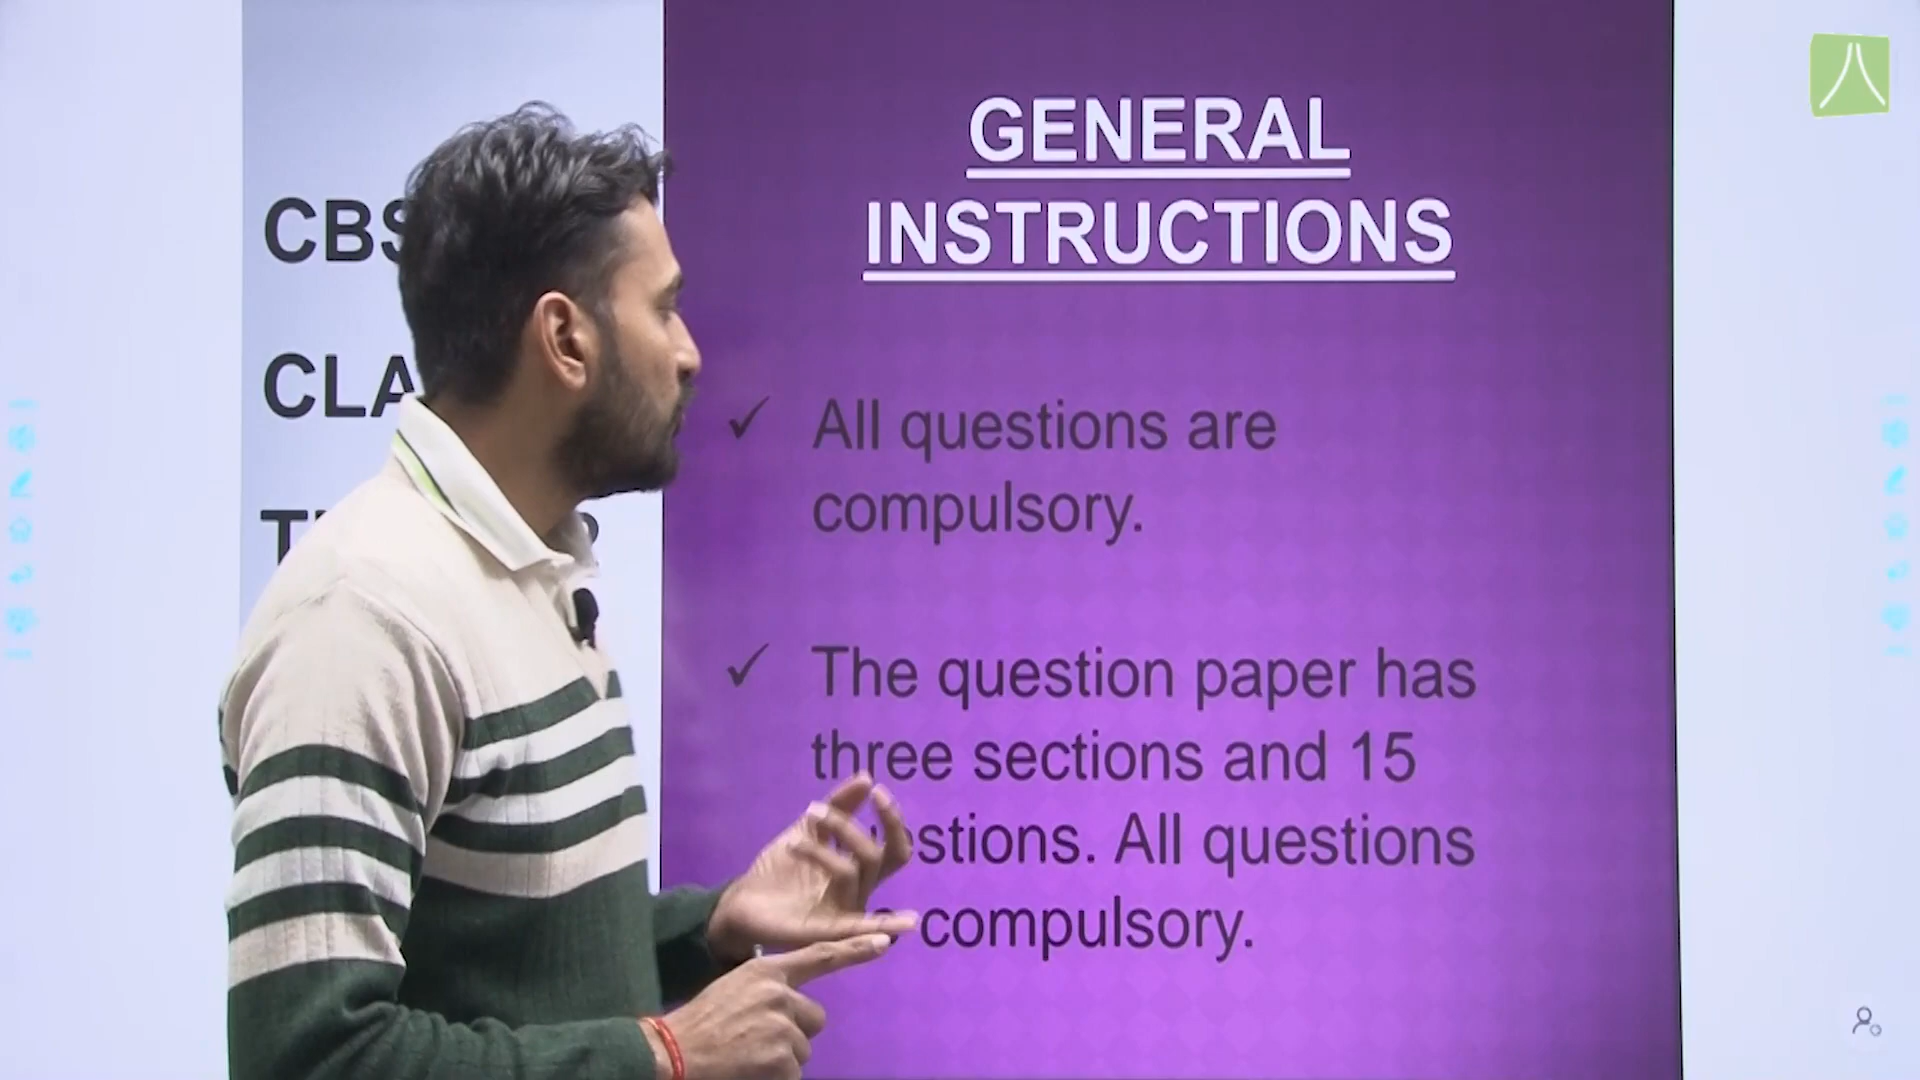 GENERAL
INSTRUCTIONS
✓ All questions are
compulsory.
✓ The question paper has
three sections and 15
All questions
compulsory.